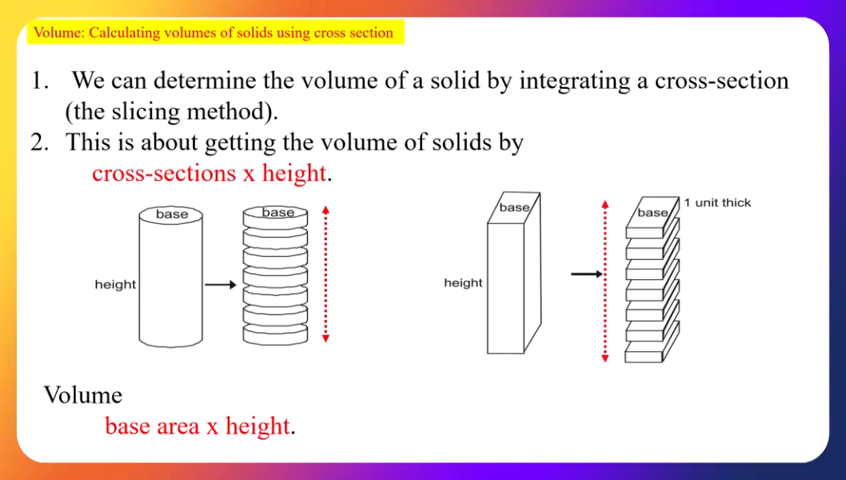 Volume: Calculating volumes of solids using cross section
1. We can determine the volume of a solid by integrating a cross-section
(the slicing method).
2. This is about getting the volume of solids by
cross-sections x height.
base
base
height
base
base
1 unit thick
height
Volume
base area x height.